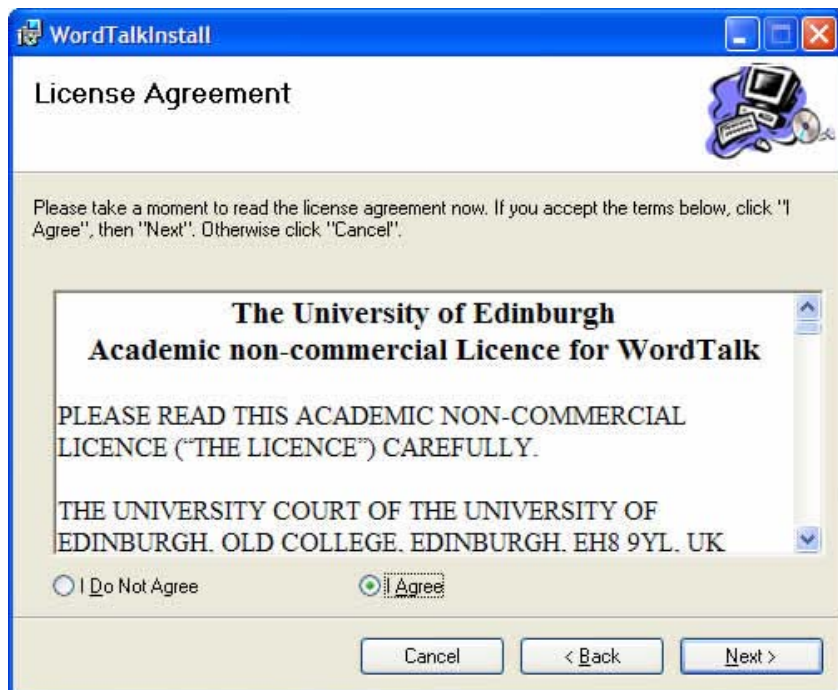 WordTalkInstall
License Agreement
Please take a moment to read the license agreement now. If you accept the terms below, click "I
Agree", then "Next". Otherwise click "Cancel".
The University of Edinburgh
Academic non-commercial Licence for WordTalk
PLEASE READ THIS ACADEMIC NON-COMMERCIAL
LICENCE (“THE LICENCE”) CAREFULLY.
THE UNIVERSITY COURT OF THE UNIVERSITY OF
EDINBURGH, OLD COLLEGE, EDINBURGH, EH8 9YL, UK
I Do Not Agree
I Agree
Cancel
< Back
Next >